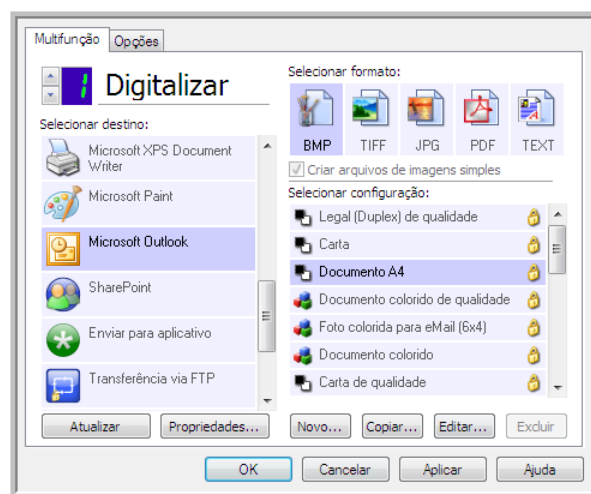 Multifunção
Opções
1
Digitalizar
Selecionar destino:
Microsoft XPS Document
Writer
Microsoft Paint
Microsoft Outlook
SharePoint
Enviar para aplicativo
Transferência via FTP
Atualizar
Propriedades...
Selecionar formato:
BMP
TIFF
JPG
PDF
TEXT
Criar arquivos de imagens simples
Selecionar configuração:
Legal (Duplex) de qualidade
Carta
Documento A4
Documento colorido de qualidade
Foto colorida para eMail (6x4)
Documento colorido
Carta de qualidade
Novo...
Copiar...
Editar...
Excluir
OK
Cancelar
Aplicar
Ajuda